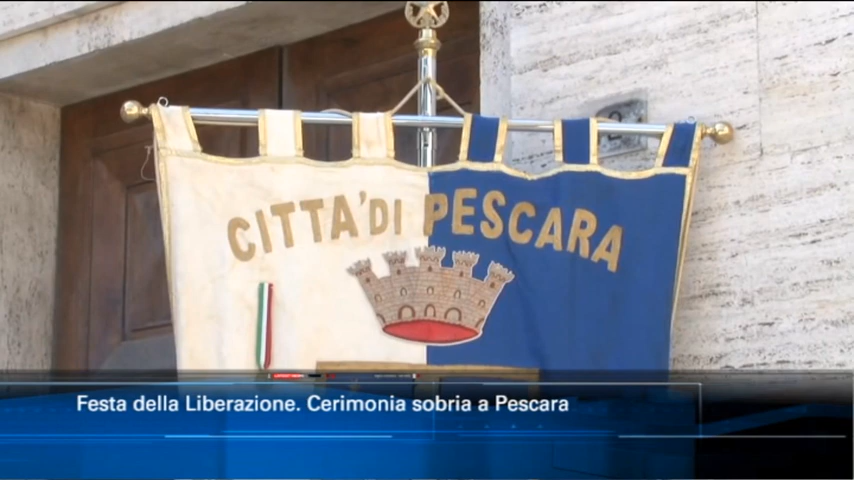 CITTA' DI PESCARA
Festa della Liberazione. Cerimonia sobria a Pescara